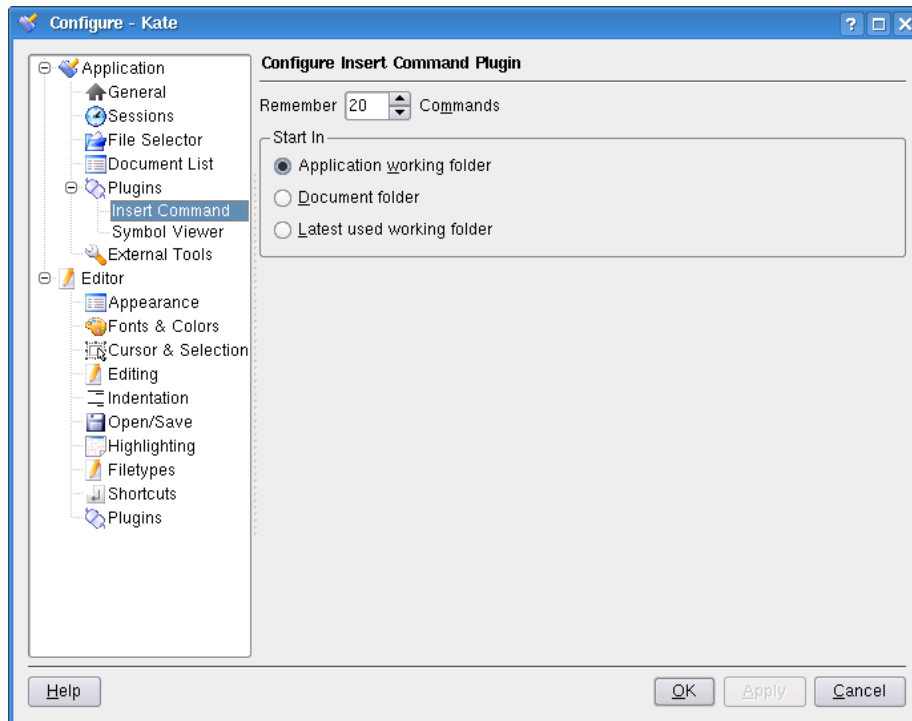 Configure - Kate
Application
General
Sessions
File Selector
Document List
Plugins
Insert Command
Symbol Viewer
External Tools
Editor
Appearance
Fonts & Colors
Cursor & Selection
Editing
Indentation
Open/Save
Highlighting
Filetypes
Shortcuts
Plugins
Configure Insert Command Plugin
Remember 20 Commands
Start In
Application working folder
Document folder
Latest used working folder
Help
OK
Apply
Cancel